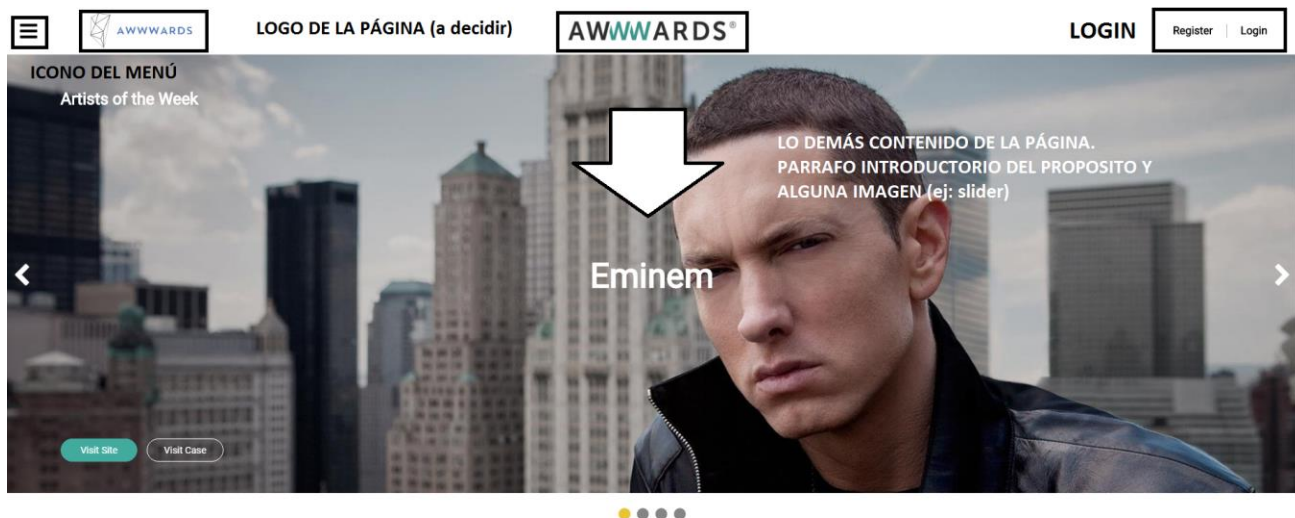 AWWWARDS
LOGO DE LA PÁGINA (a decidir)
AWWWARDS®
LOGIN
Register
Login
ICONO DEL MENÚ
Artists of the Week
LO DEMÁS CONTENIDO DE LA PÁGINA.
PARRAFO INTRODUCTORIO DEL PROPOSITO Y
ALGUNA IMAGEN (ej: slider)
Eminem
Visit Site
Visit Case